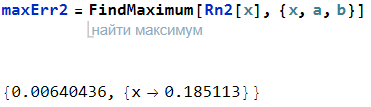 maxErr2 = FindMaximum[Rn2[x], {x, a, b}]
найти максимум
{0.00640436, {x → 0.185113}}